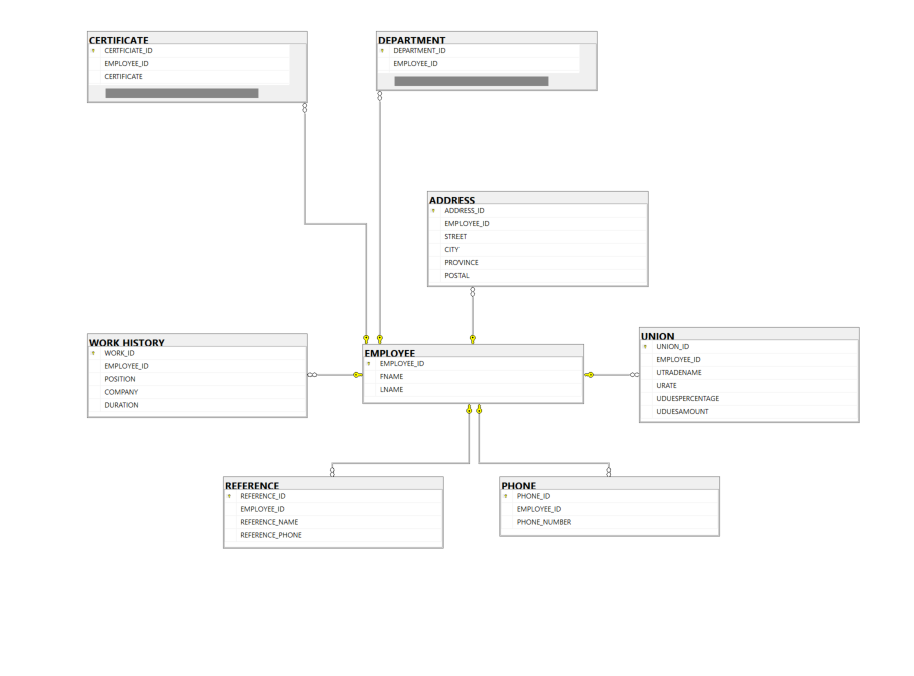 CERTIFICATE
CERTFICIATE_ID
EMPLOYEE_ID
CERTIFICATE
DEPARTMENT
DEPARTMENT_ID
EMPLOYEE_ID
ADDRESS
ADDRESS_ID
EMPLOYEE_ID
STREET
CITY
PROVINCE
POSTAL
WORK HISTORY
WORK_ID
EMPLOYEE_ID
POSITION
COMPANY
DURATION
EMPLOYEE
EMPLOYEE_ID
FNAME
LNAME
UNION
UNION_ID
EMPLOYEE_ID
UTRADENAME
URATE
UDUESPERCENTAGE
UDUESAMOUNT
REFERENCE
REFERENCE_ID
EMPLOYEE_ID
REFERENCE_NAME
REFERENCE_PHONE
PHONE
PHONE_ID
EMPLOYEE_ID
PHONE_NUMBER